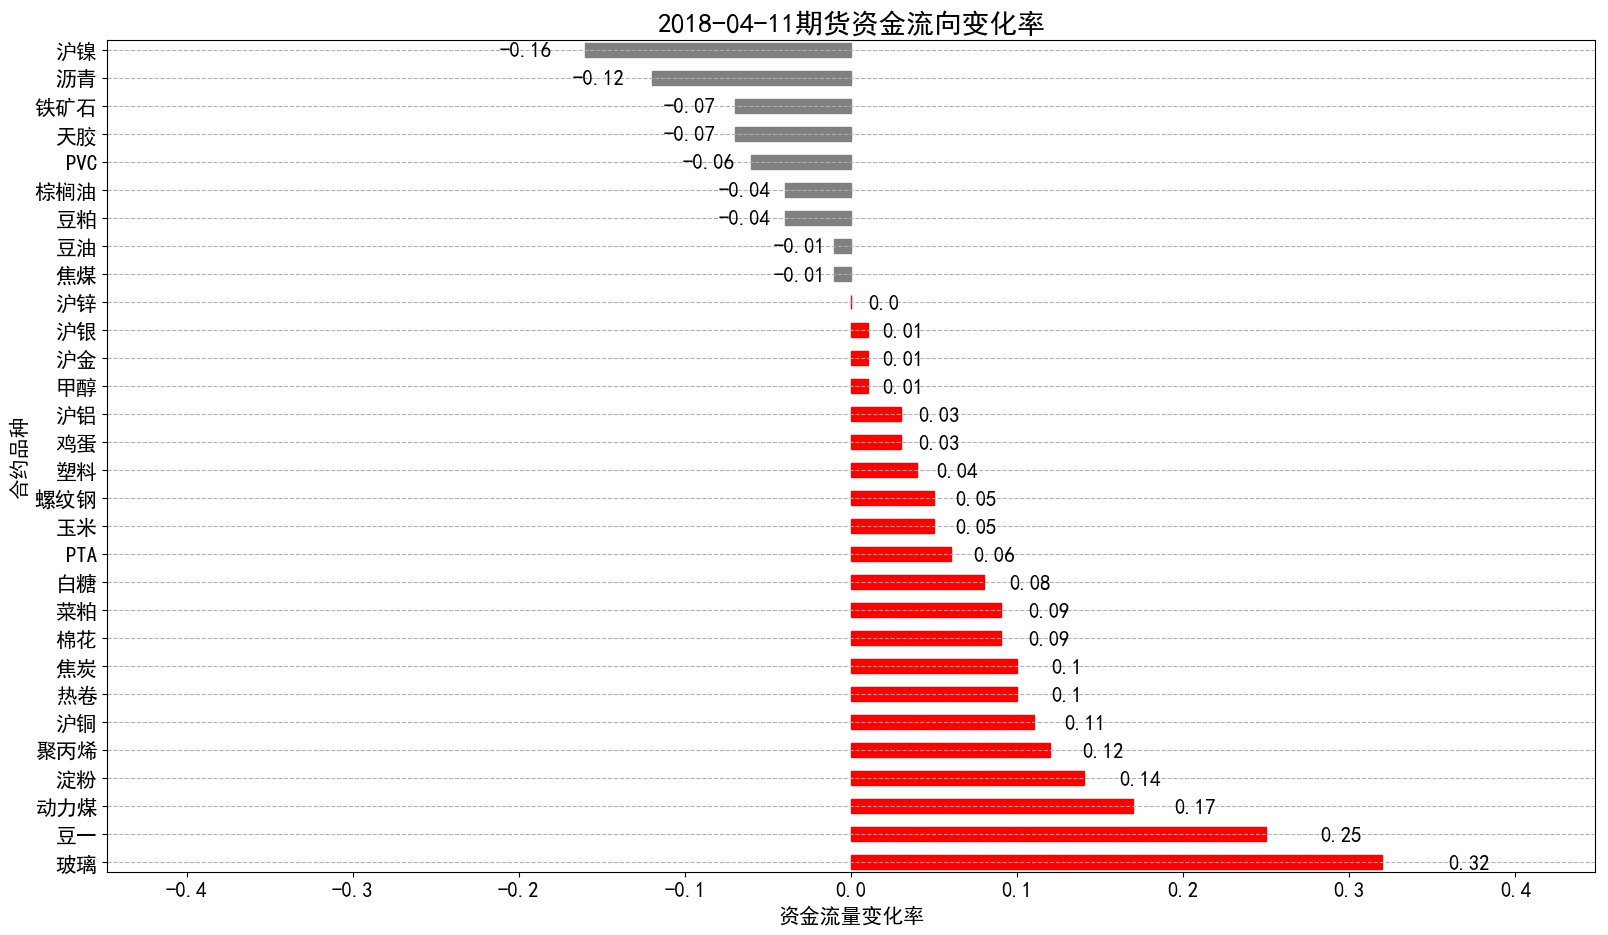 2018-04-11期货资金流向变化率
沪镍 -0.16
沥青 -0.12
铁矿石 -0.07
天胶 -0.07
PVC -0.06
棕榈油 -0.04
豆粕 -0.04
豆油 -0.01
焦煤 -0.01
沪锌 0.0
沪银 0.01
沪金 0.01
甲醇 0.01
沪铝 0.03
鸡蛋 0.03
塑料 0.04
螺纹钢 0.05
玉米 0.05
PTA 0.06
白糖 0.08
菜粕 0.09
棉花 0.09
焦炭 0.1
热卷 0.1
沪铜 0.11
聚丙烯 0.12
淀粉 0.14
动力煤 0.17
豆一 0.25
玻璃 0.32
合约品种
-0.4 -0.3 -0.2 -0.1 0.0 0.1 0.2 0.3 0.4
资金流量变化率